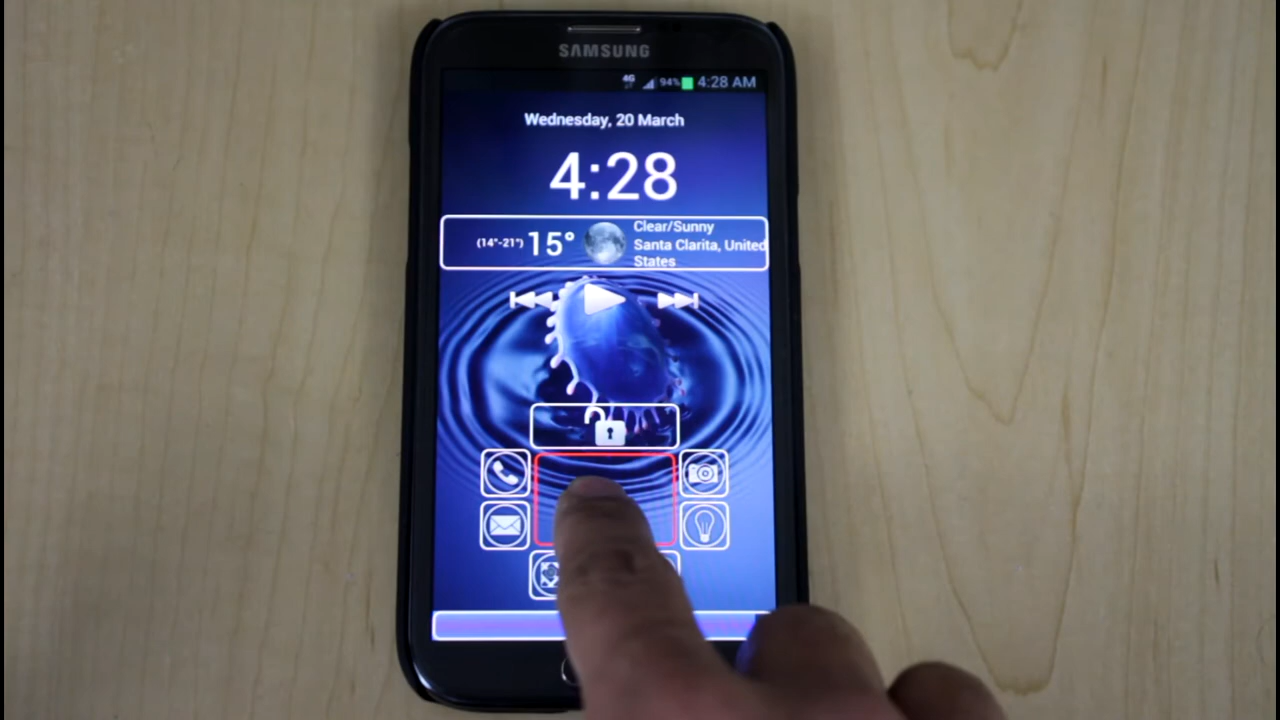 SAMSUNG
4G 94% 4:28 AM
Wednesday, 20 March
4:28
(14°-21°) 15°
Clear/Sunny
Santa Clarita, United
States